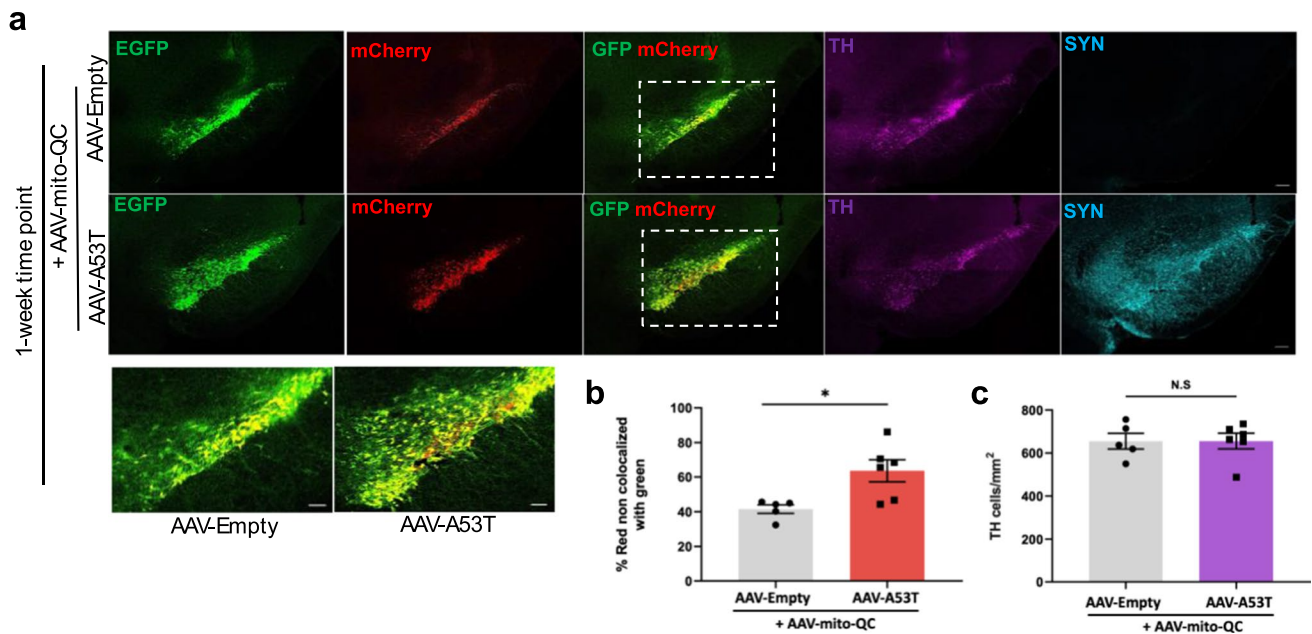 a
1-week time point
+ AAV-mito-QC
AAV-Empty
EGFP
mCherry
GFP mCherry
TH
SYN
AAV-A53T
EGFP
mCherry
GFP mCherry
TH
SYN
AAV-Empty
AAV-A53T
b
% Red non colocalized
with green
100
80
60
40
20
0
*
AAV-Empty
AAV-A53T
+ AAV-mito-QC
c
TH cells/mm²
800
600
400
200
0
N.S
AAV-Empty
AAV-A53T
+ AAV-mito-QC